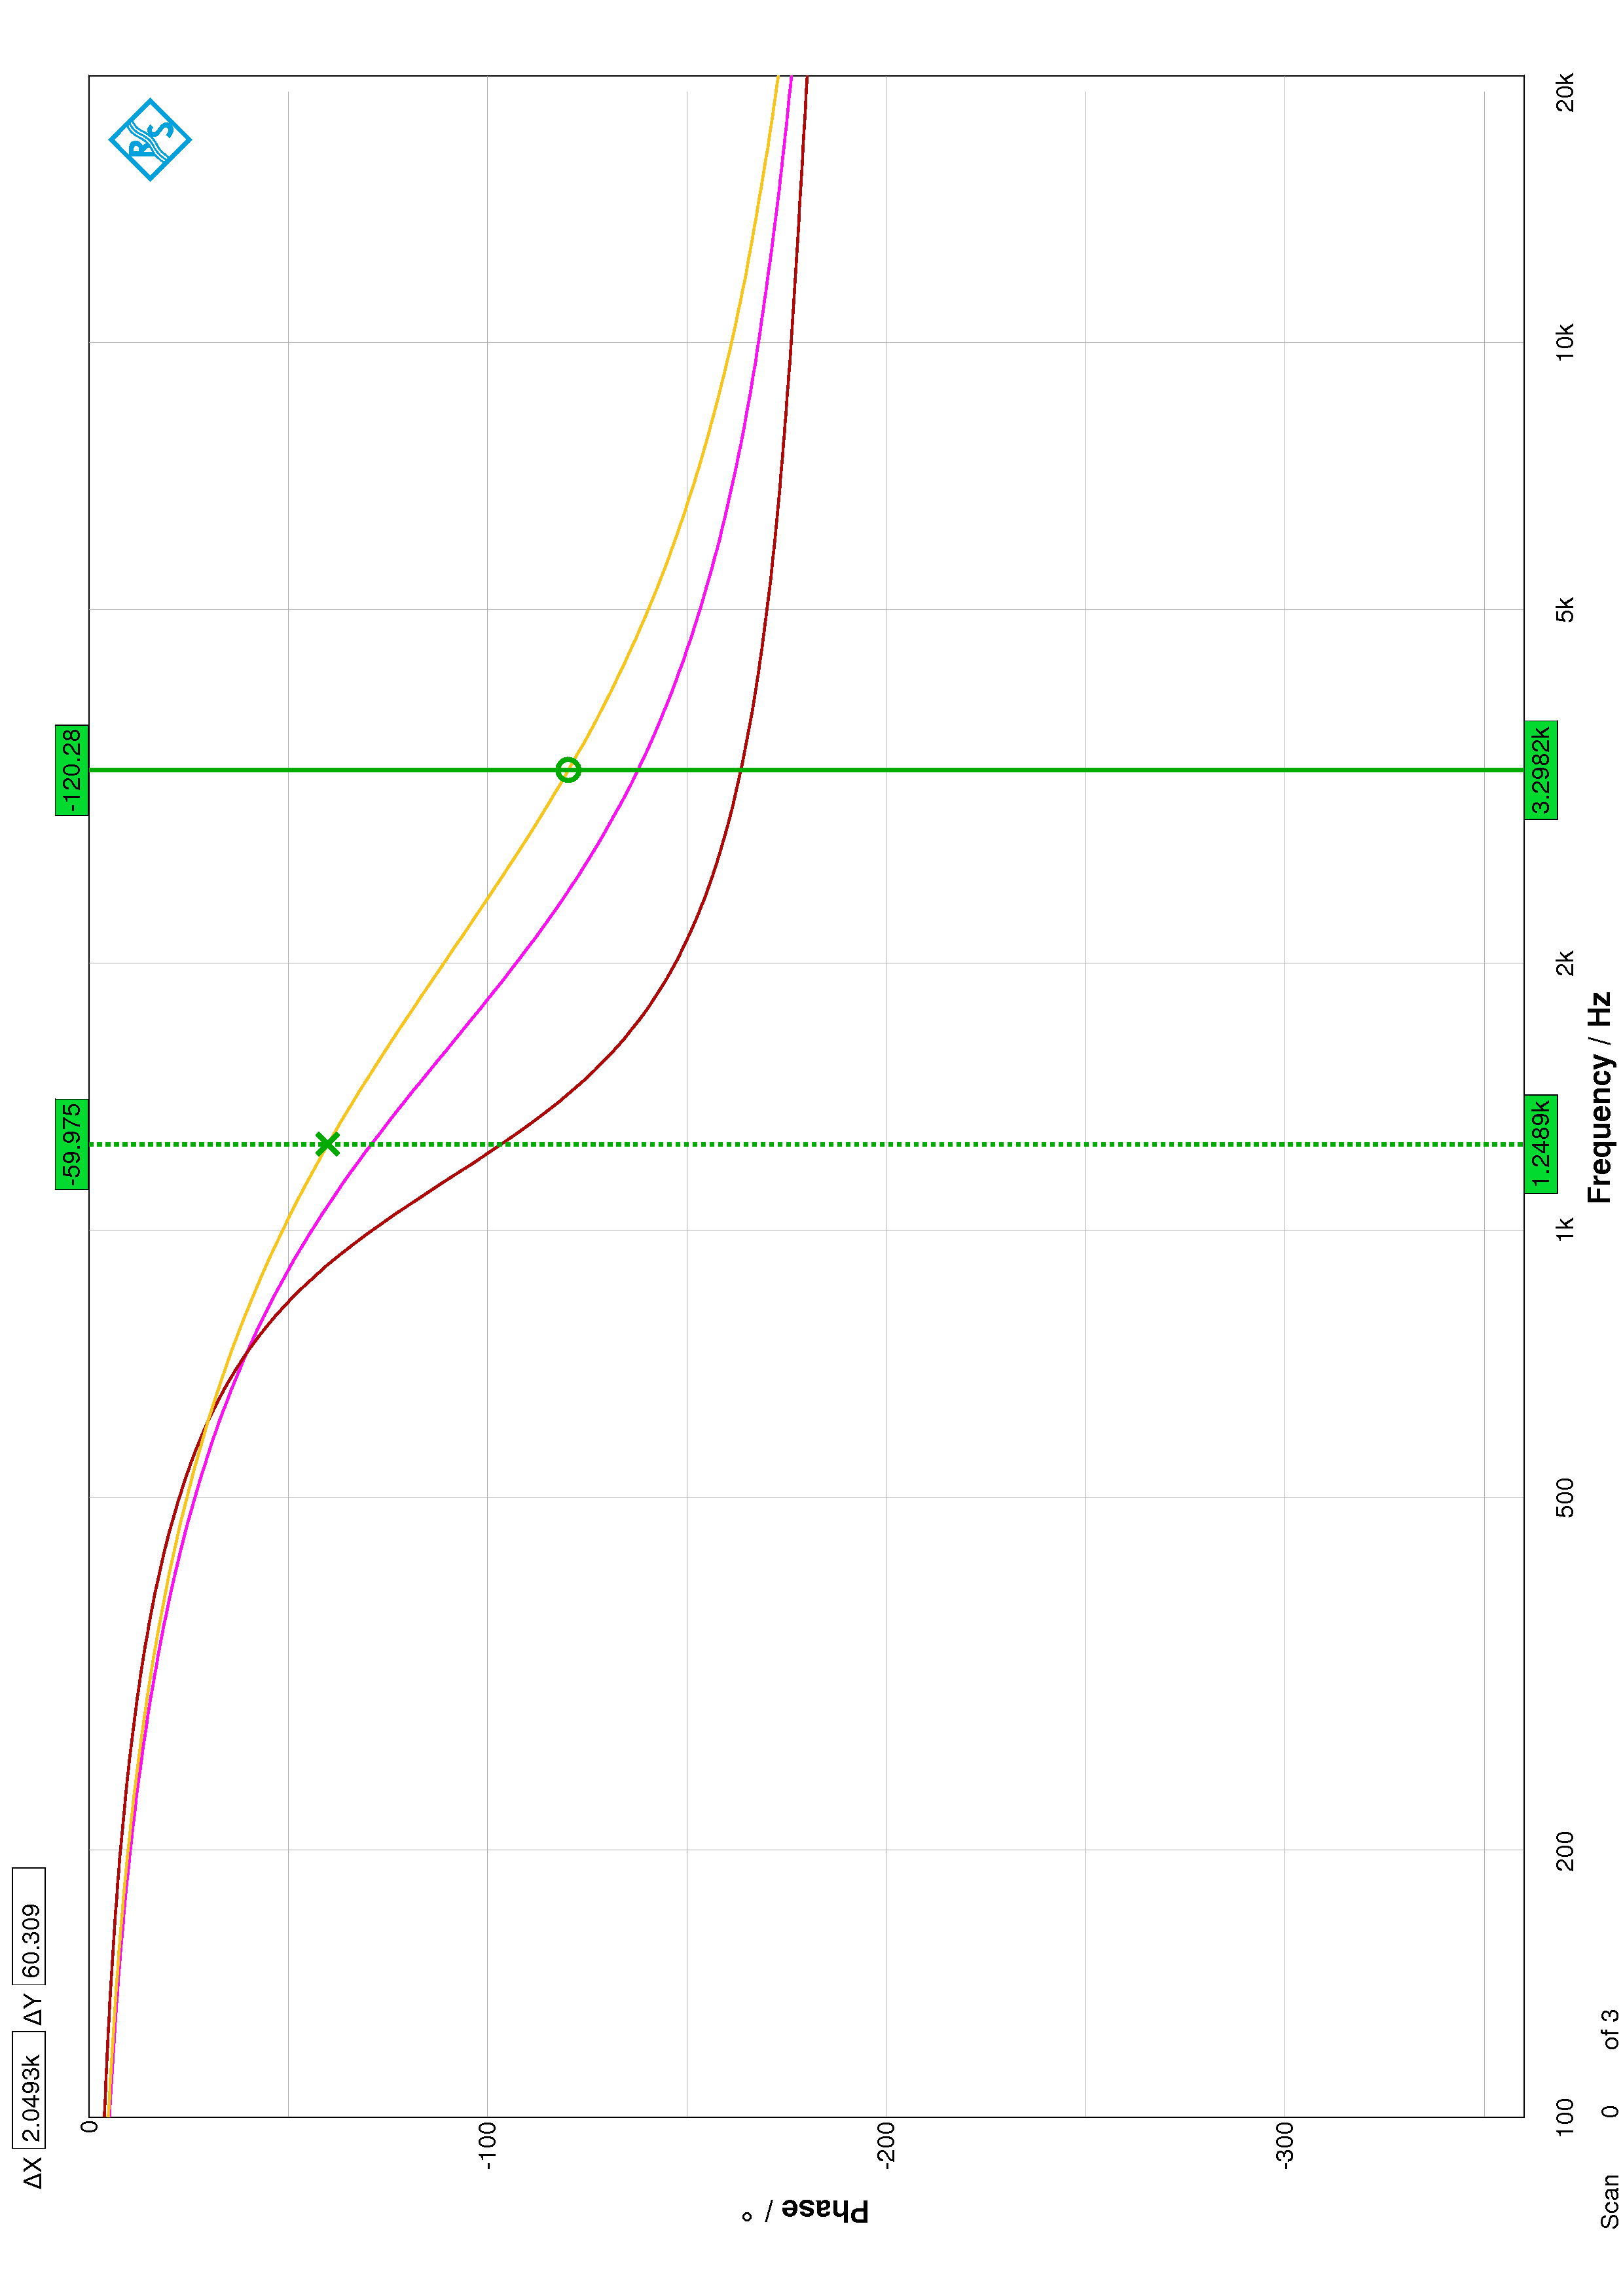 ΔX 2.0493k ΔY 60.309
-59.975 -120.28
0
-100
-200
-300
Phase / °
100 200 500 1k 2k 5k 10k 20k
1.2489k 3.2982k
Frequency / Hz
Scan 0 of 3
R S